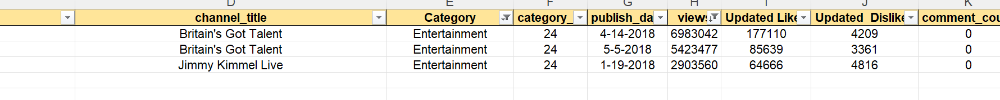 D E F G H I J K
channel_title Category category_ publish_da views Updated Like Updated Dislike comment_cou
Britain's Got Talent Entertainment 24 4-14-2018 6983042 177110 4209 0
Britain's Got Talent Entertainment 24 5-5-2018 5423477 85639 3361 0
Jimmy Kimmel Live Entertainment 24 1-19-2018 2903560 64666 4816 0